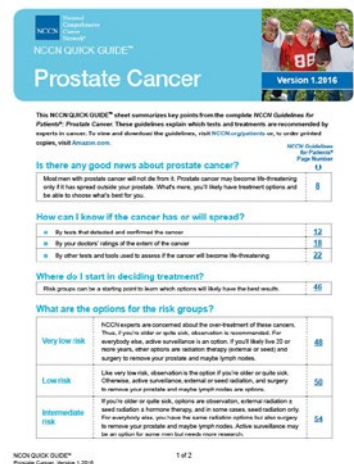 NCCN
National
Comprehensive
Cancer
Network®
NCCN QUICK GUIDE™
Prostate Cancer
Version 1.2016
This NCCN QUICK GUIDE™ sheet summarizes key points from the complete NCCN Guidelines for
Patients®: Prostate Cancer. These guidelines explain which tests and treatments are recommended by
experts in cancer. To view and download the guidelines, visit NCCN.org/patients or, to order printed
copies, visit Amazon.com.
NCCN Guidelines
for Patients®
Page Number
Is there any good news about prostate cancer?
Most men with prostate cancer will not die from it. Prostate cancer may become life-threatening
only if it has spread outside your prostate. What's more, you'll likely have treatment options and
be able to choose what's best for you.
8
How can I know if the cancer has or will spread?
By tests that detected and confirmed the cancer
12
By your doctors' ratings of the extent of the cancer
18
By other tests and tools used to assess if the cancer will become life-threatening
22
Where do I start in deciding treatment?
Risk groups can be a starting point to learn which options will likely have the best results.
46
What are the options for the risk groups?
Very low risk
NCCN experts are concerned about the over-treatment of these cancers.
Thus, if you're older or quite sick, observation is recommended. For
everybody else, active surveillance is an option. If you'll likely live 20 or
more years, other options are radiation therapy (external or seed) and
surgery to remove your prostate and maybe lymph nodes.
48
Low risk
Like very low risk, observation is the option if you're older or quite sick.
Otherwise, active surveillance, external or seed radiation, and surgery
to remove your prostate and maybe lymph nodes are options.
50
Intermediate
risk
If you're older or quite sick, options are observation, external radiation ±
seed radiation ± hormone therapy, and in some cases, seed radiation only.
For everybody else, you have the same radiation options but also surgery
to remove your prostate and maybe lymph nodes. Active surveillance may
be an option for some men but needs more research.
54
NCCN QUICK GUIDE™
Prostate Cancer, Version 1.2016
1 of 2